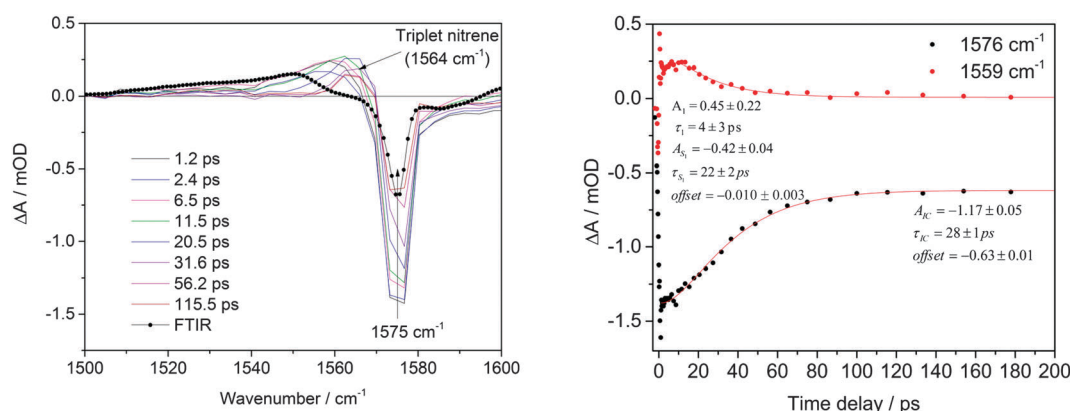 0.5
0.0
-0.5
-1.0
-1.5
ΔA / mOD
Triplet nitrene
(1564 cm⁻¹)
1.2 ps
2.4 ps
6.5 ps
11.5 ps
20.5 ps
31.6 ps
56.2 ps
115.5 ps
FTIR
1575 cm⁻¹
1500 1520 1540 1560 1580 1600
Wavenumber / cm⁻¹
0.5
0.0
-0.5
-1.0
-1.5
ΔA / mOD
1576 cm⁻¹
1559 cm⁻¹
A₁ = 0.45 ± 0.22
τ₁ = 4 ± 3 ps
A_S₁ = −0.42 ± 0.04
τ_S₁ = 22 ± 2 ps
offset = −0.010 ± 0.003
A_IC = −1.17 ± 0.05
τ_IC = 28 ± 1 ps
offset = −0.63 ± 0.01
0 20 40 60 80 100 120 140 160 180 200
Time delay / ps